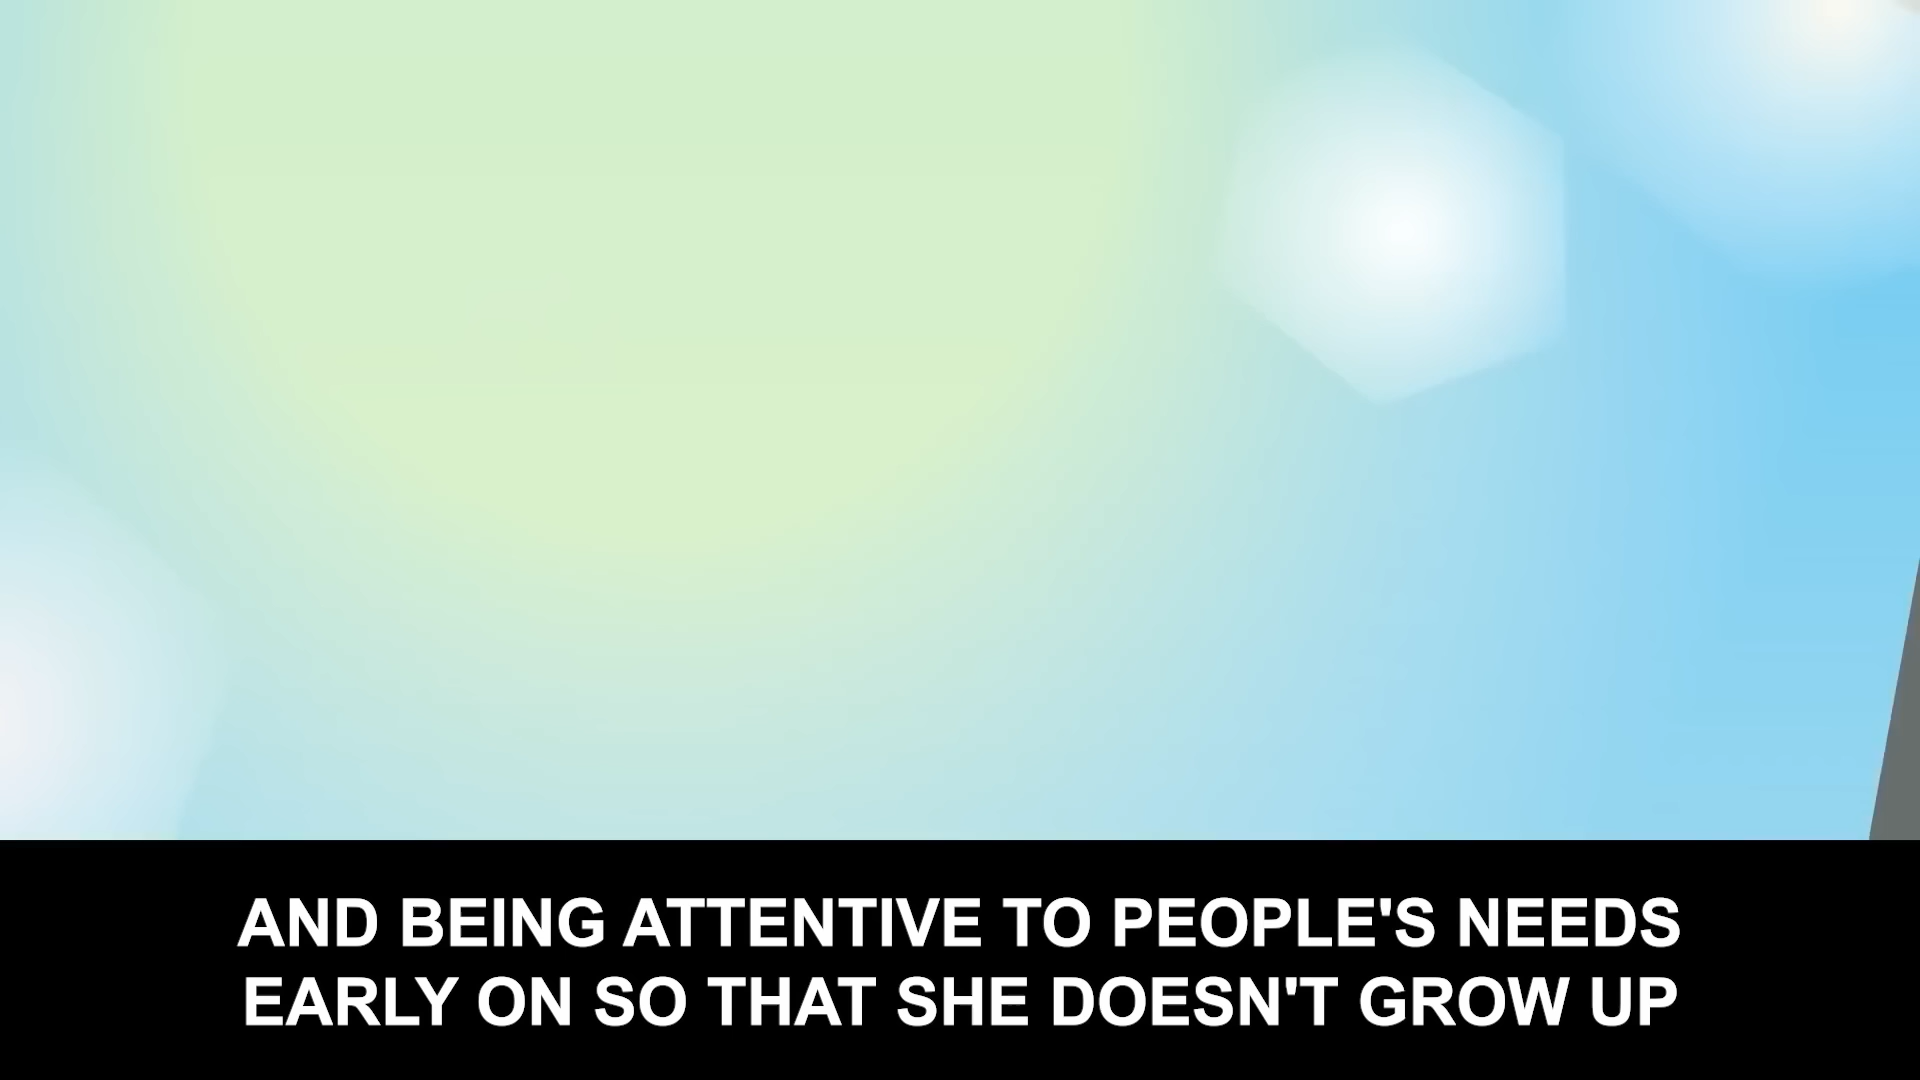 AND BEING ATTENTIVE TO PEOPLE'S NEEDS
EARLY ON SO THAT SHE DOESN'T GROW UP